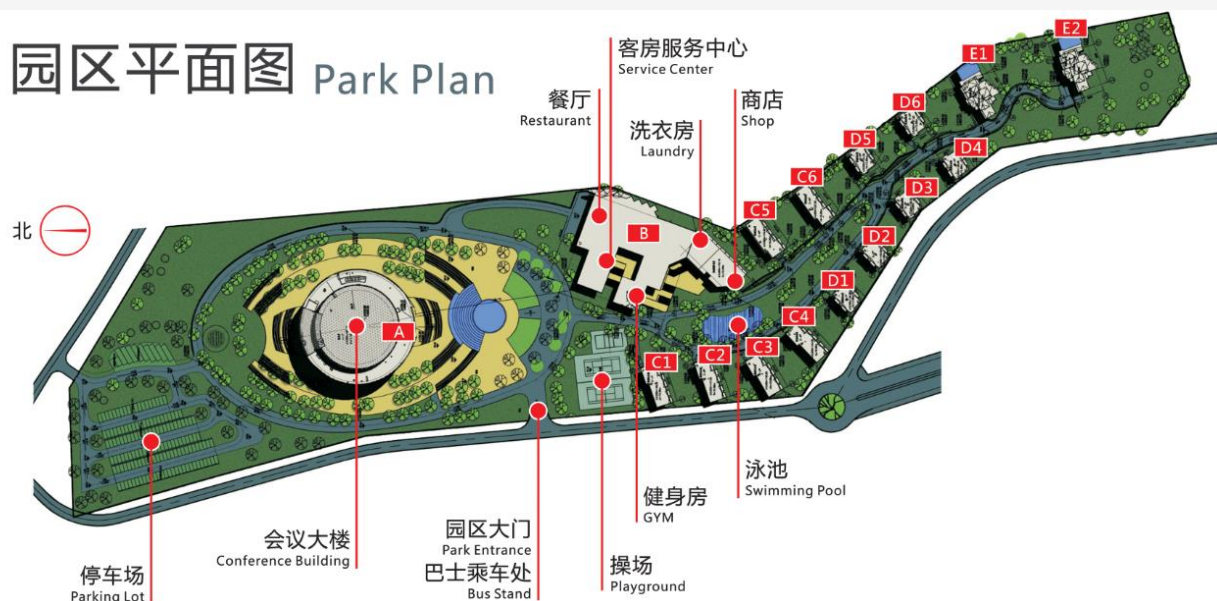 园区平面图 Park Plan
客房服务中心
Service Center
餐厅
Restaurant
商店
Shop
洗衣房
Laundry
北
E2
E1
D6
D5
D4
C6
D3
C5
B
D2
D1
A
C4
C3
C2
C1
泳池
Swimming Pool
健身房
GYM
园区大门
Park Entrance
巴士乘车处
Bus Stand
会议大楼
Conference Building
操场
Playground
停车场
Parking Lot